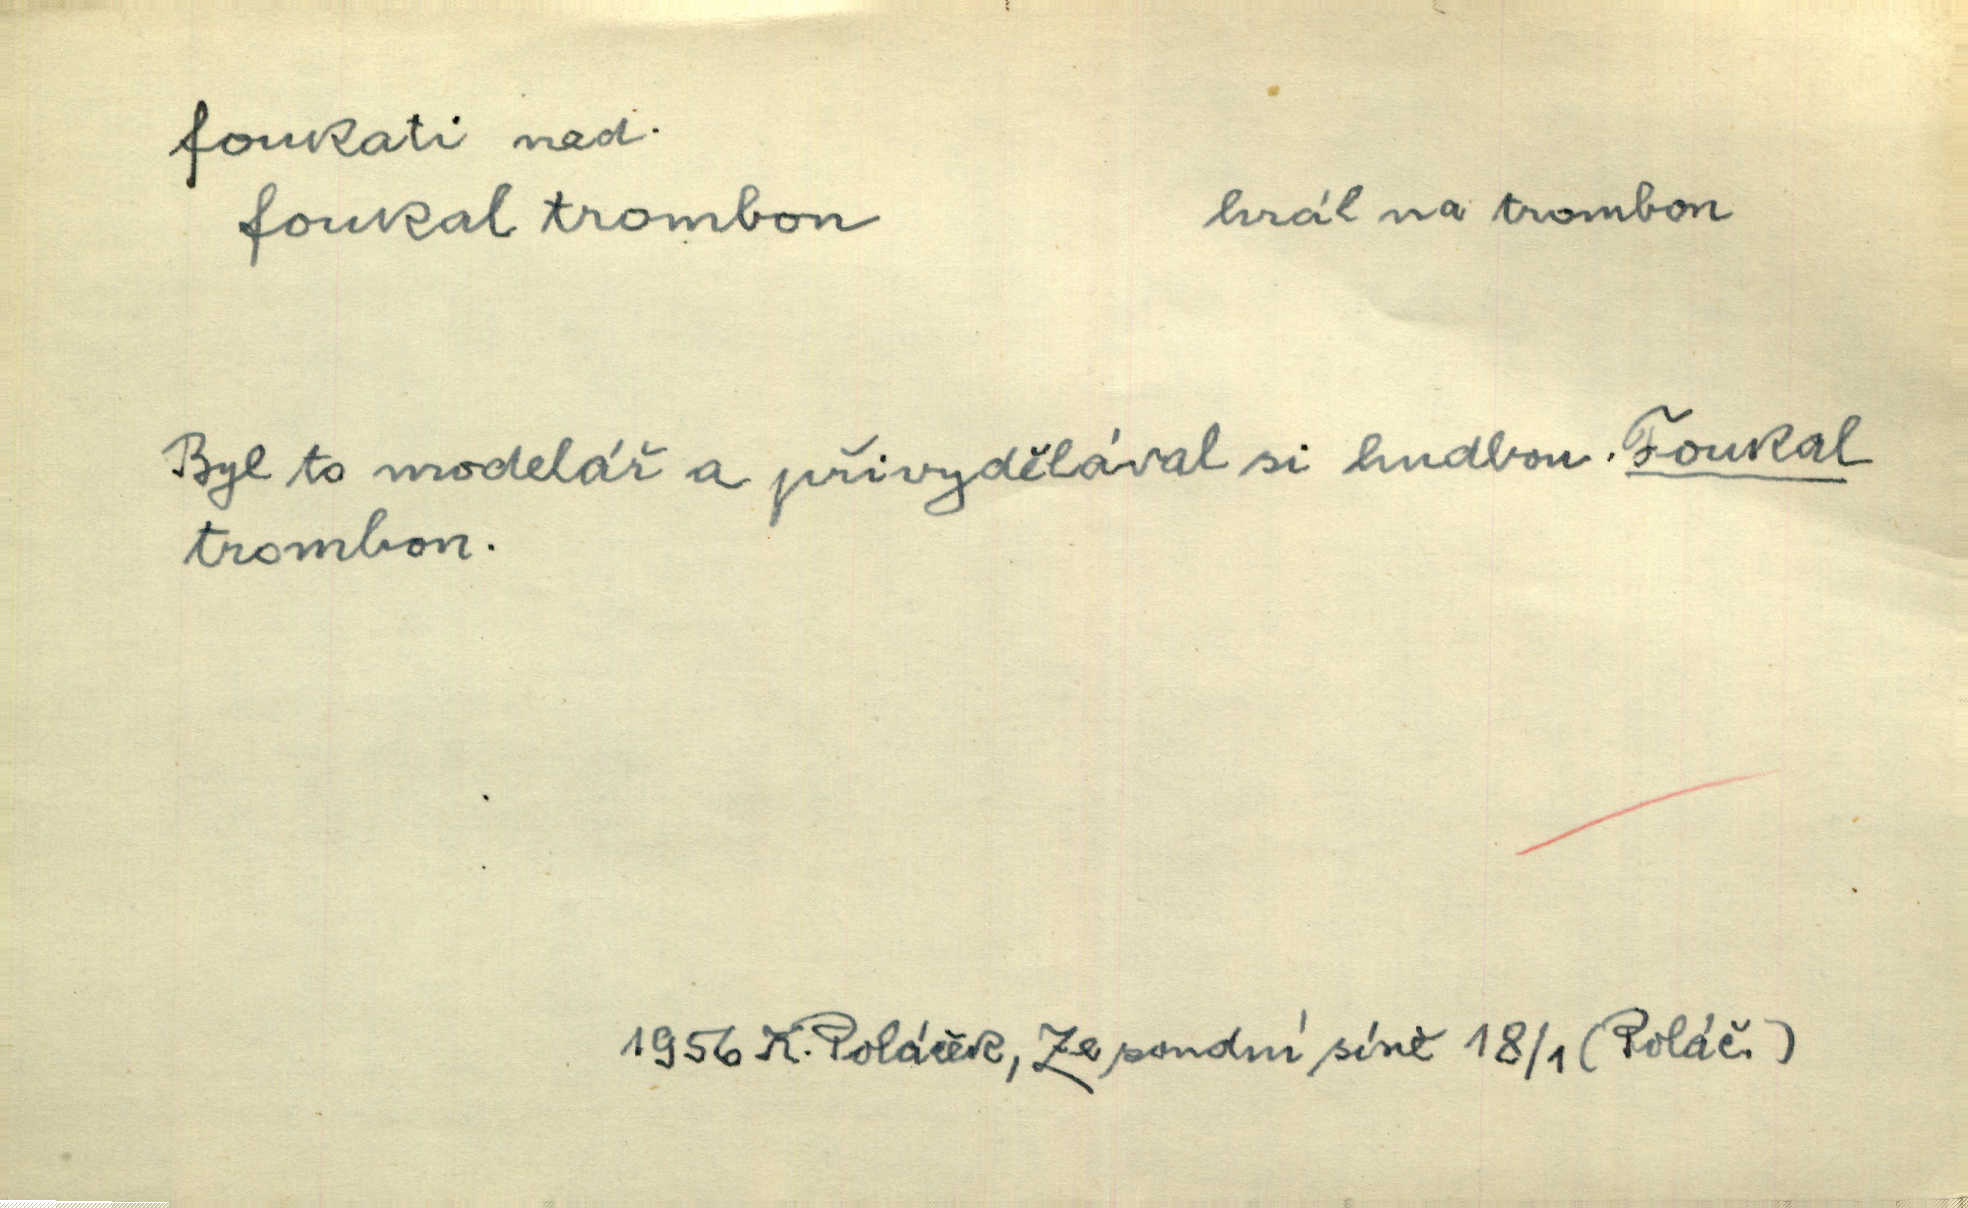 foukati ned.
foukal trombon hrál na trombon
Byl to modelář a přivydělával si hudbou. Foukal
trombon.
1956 K. Poláček, Ze soudní síně 18/1 (Poláč.)